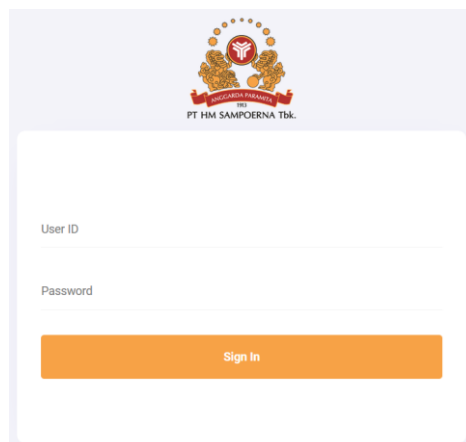 ANGGARDA PARAMITA
1913
PT HM SAMPOERNA Tbk.
User ID
Password
Sign In